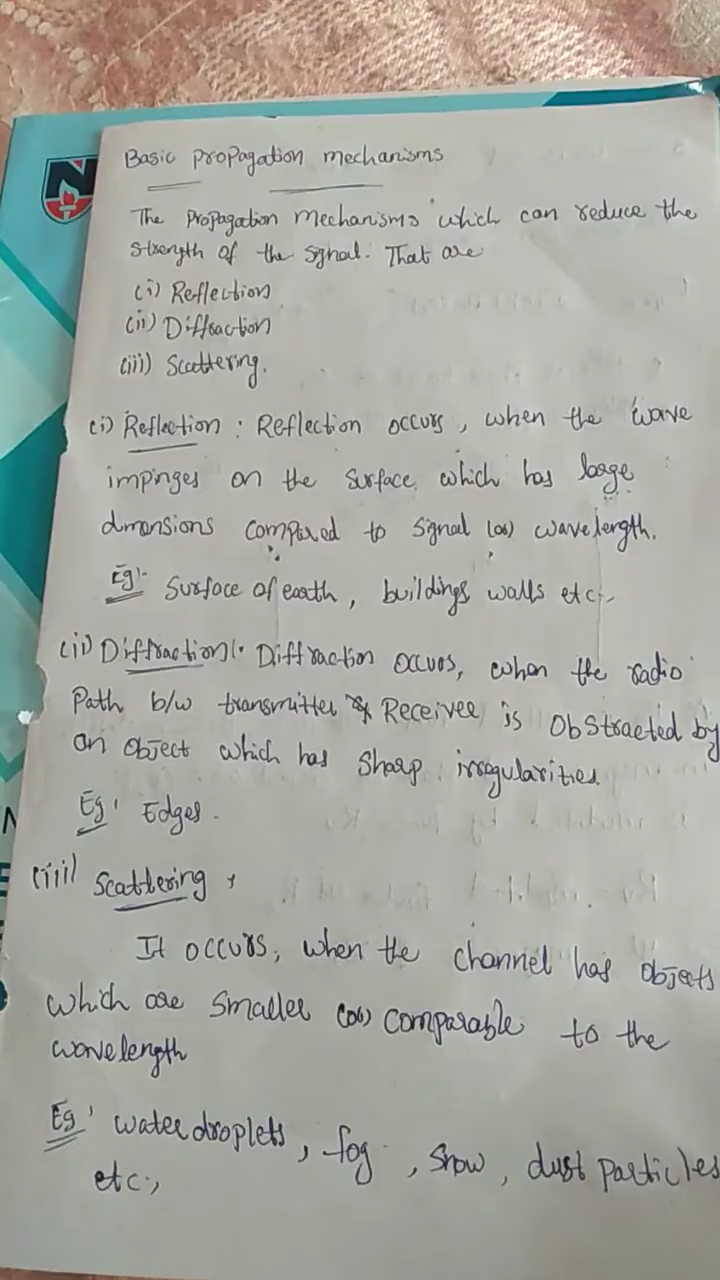 Basic propagation mechanisms
The propagation mechanisms which can reduce the
strength of the signal. That are
(i) Reflection
(ii) Diffraction
(iii) Scattering.
(i) Reflection : Reflection occurs, when the wave
impinges on the surface which has large
dmensions compared to signal (or) wavelength.
Eg:- Surface of earth, buildings walls etc.,
(ii) Diffraction: Diffraction occurs, when the radio
Path b/w transmitter & Receiver is Obstracted by
an object which has sharp irregularities.
Eg: Edges.
(iii) Scattering:
It occurs, when the channel has objects
which are smaller (or) comparable to the
wavelength
Eg: water droplets, fog, snow, dust particles
etc.,
N